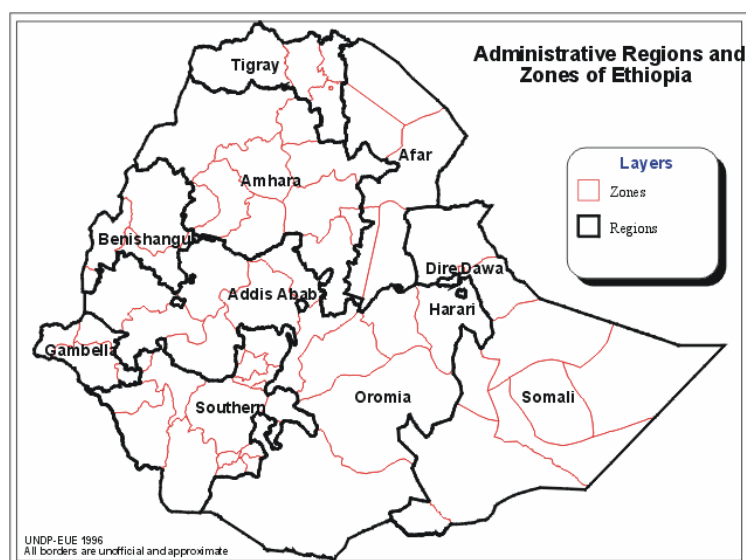 Administrative Regions and
Zones of Ethiopia
Tigray
Afar
Amhara
Layers
Zones
Regions
Benishangul
Dire Dawa
Addis Ababa
Harari
Gambella
Southern
Oromia
Somali
UNDP-EUE 1996
All borders are unofficial and approximate